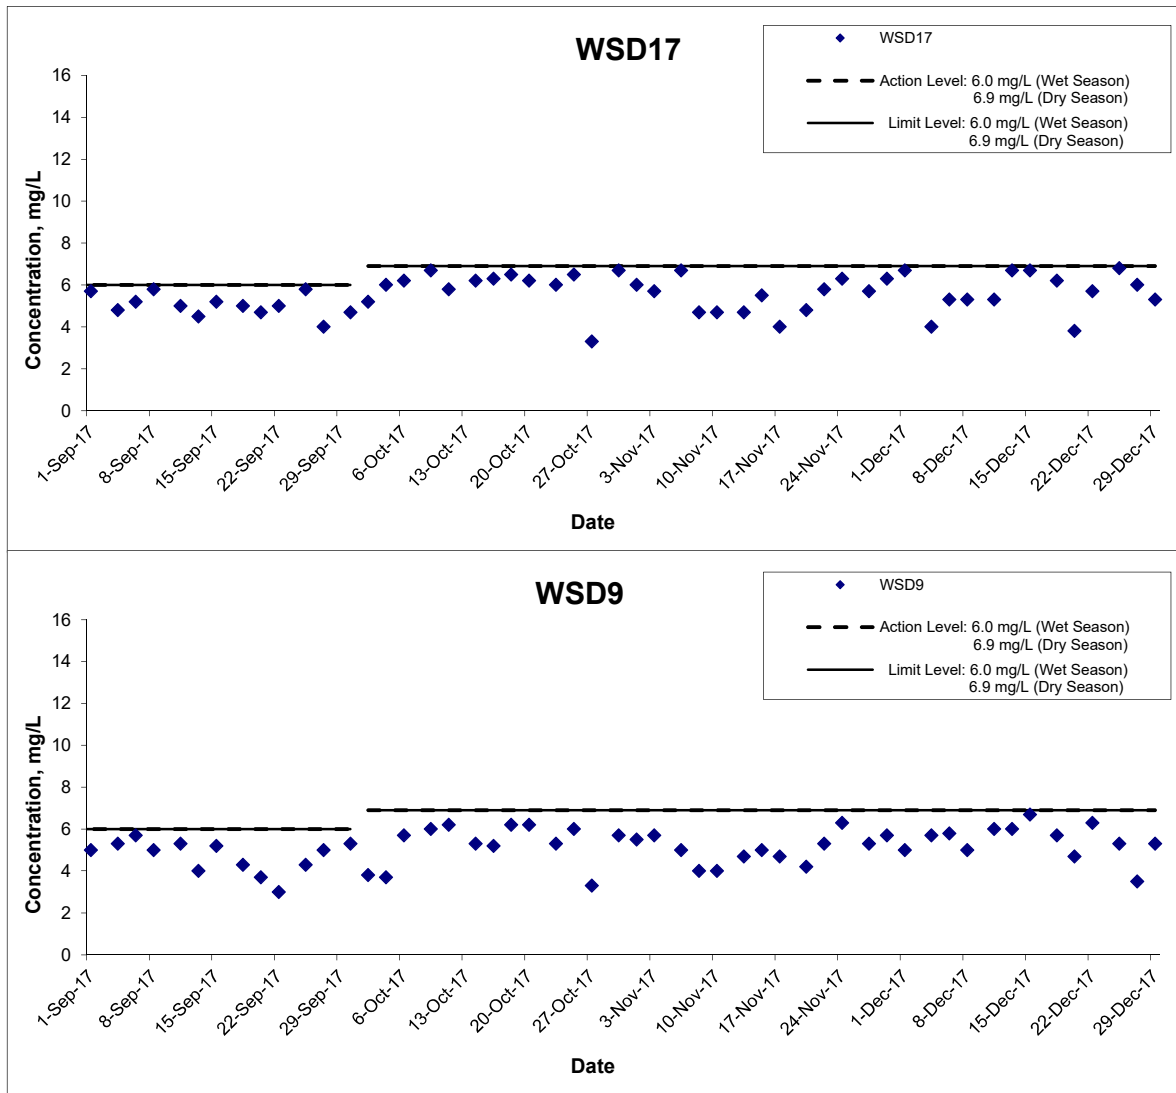 WSD17
WSD17
Action Level: 6.0 mg/L (Wet Season)
6.9 mg/L (Dry Season)
Limit Level: 6.0 mg/L (Wet Season)
6.9 mg/L (Dry Season)
Concentration, mg/L
16
14
12
10
8
6
4
2
0
1-Sep-17
8-Sep-17
15-Sep-17
22-Sep-17
29-Sep-17
6-Oct-17
13-Oct-17
20-Oct-17
27-Oct-17
3-Nov-17
10-Nov-17
17-Nov-17
24-Nov-17
1-Dec-17
8-Dec-17
15-Dec-17
22-Dec-17
29-Dec-17
Date
WSD9
WSD9
Action Level: 6.0 mg/L (Wet Season)
6.9 mg/L (Dry Season)
Limit Level: 6.0 mg/L (Wet Season)
6.9 mg/L (Dry Season)
Concentration, mg/L
16
14
12
10
8
6
4
2
0
1-Sep-17
8-Sep-17
15-Sep-17
22-Sep-17
29-Sep-17
6-Oct-17
13-Oct-17
20-Oct-17
27-Oct-17
3-Nov-17
10-Nov-17
17-Nov-17
24-Nov-17
1-Dec-17
8-Dec-17
15-Dec-17
22-Dec-17
29-Dec-17
Date